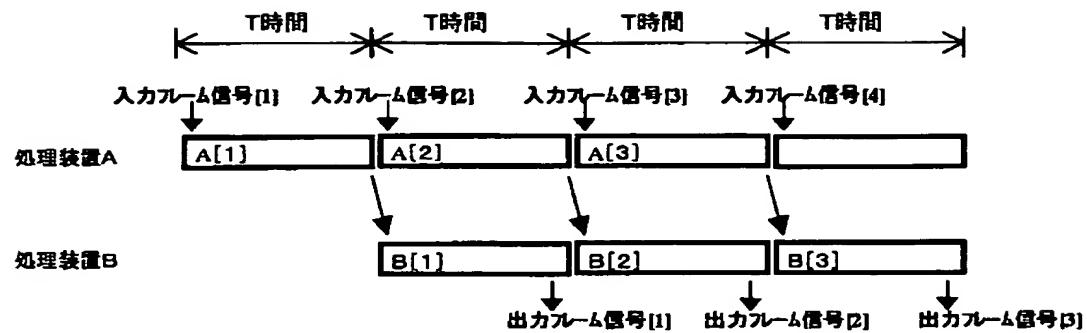 T時間 T時間 T時間 T時間
入力フレーム信号[1] 入力フレーム信号[2] 入力フレーム信号[3] 入力フレーム信号[4]
処理装置A A[1] A[2] A[3]
処理装置B B[1] B[2] B[3]
出力フレーム信号[1] 出力フレーム信号[2] 出力フレーム信号[3]